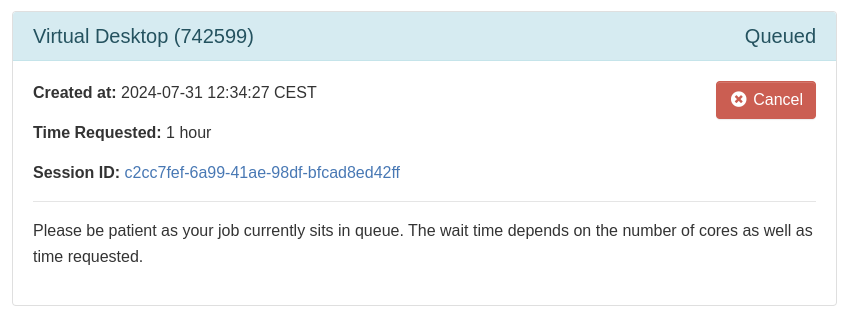 Virtual Desktop (742599)
Queued
Created at: 2024-07-31 12:34:27 CEST
Cancel
Time Requested: 1 hour
Session ID: c2cc7fef-6a99-41ae-98df-bfcad8ed42ff
Please be patient as your job currently sits in queue. The wait time depends on the number of cores as well as
time requested.